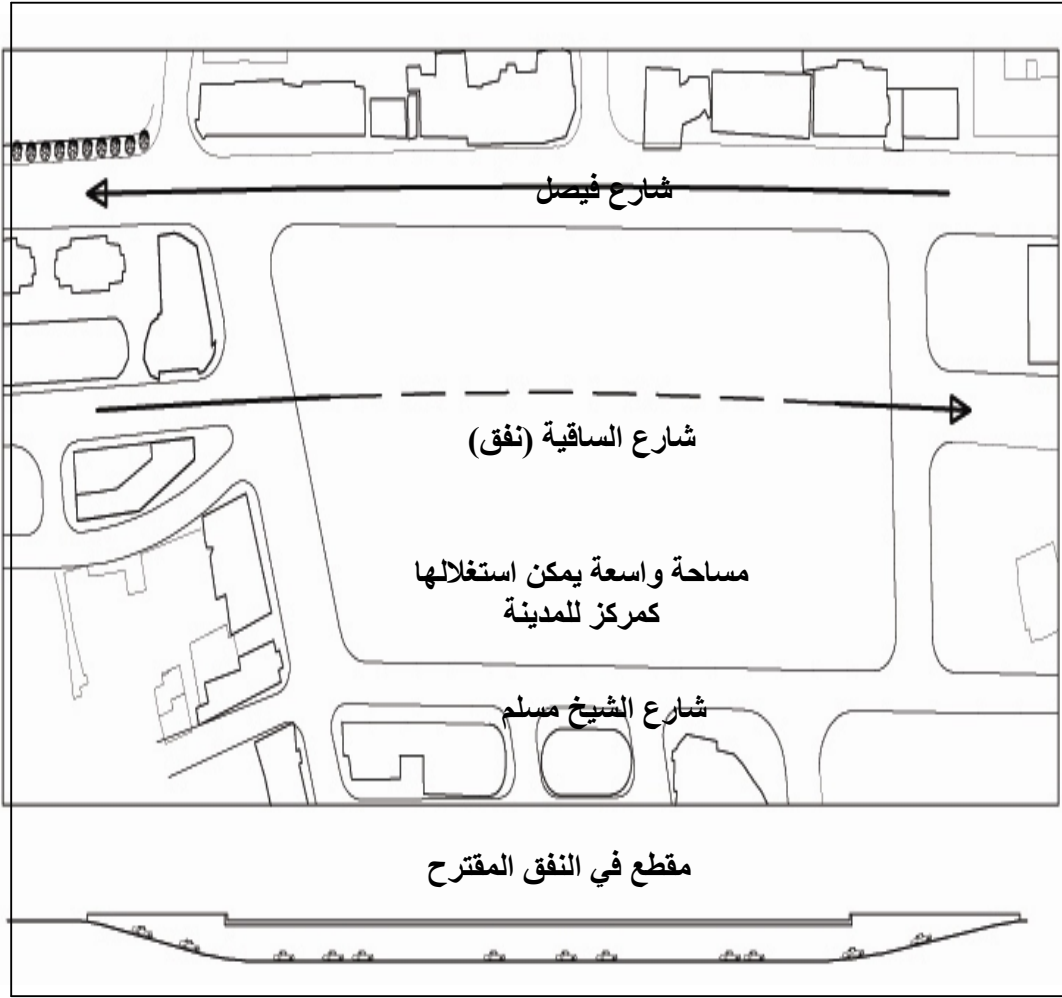 شارع فيصل
شارع الساقية (نفق)
مساحة واسعة يمكن استغلالها
كمركز للمدينة
شارع الشيخ مسلم
مقطع في النفق المقترح